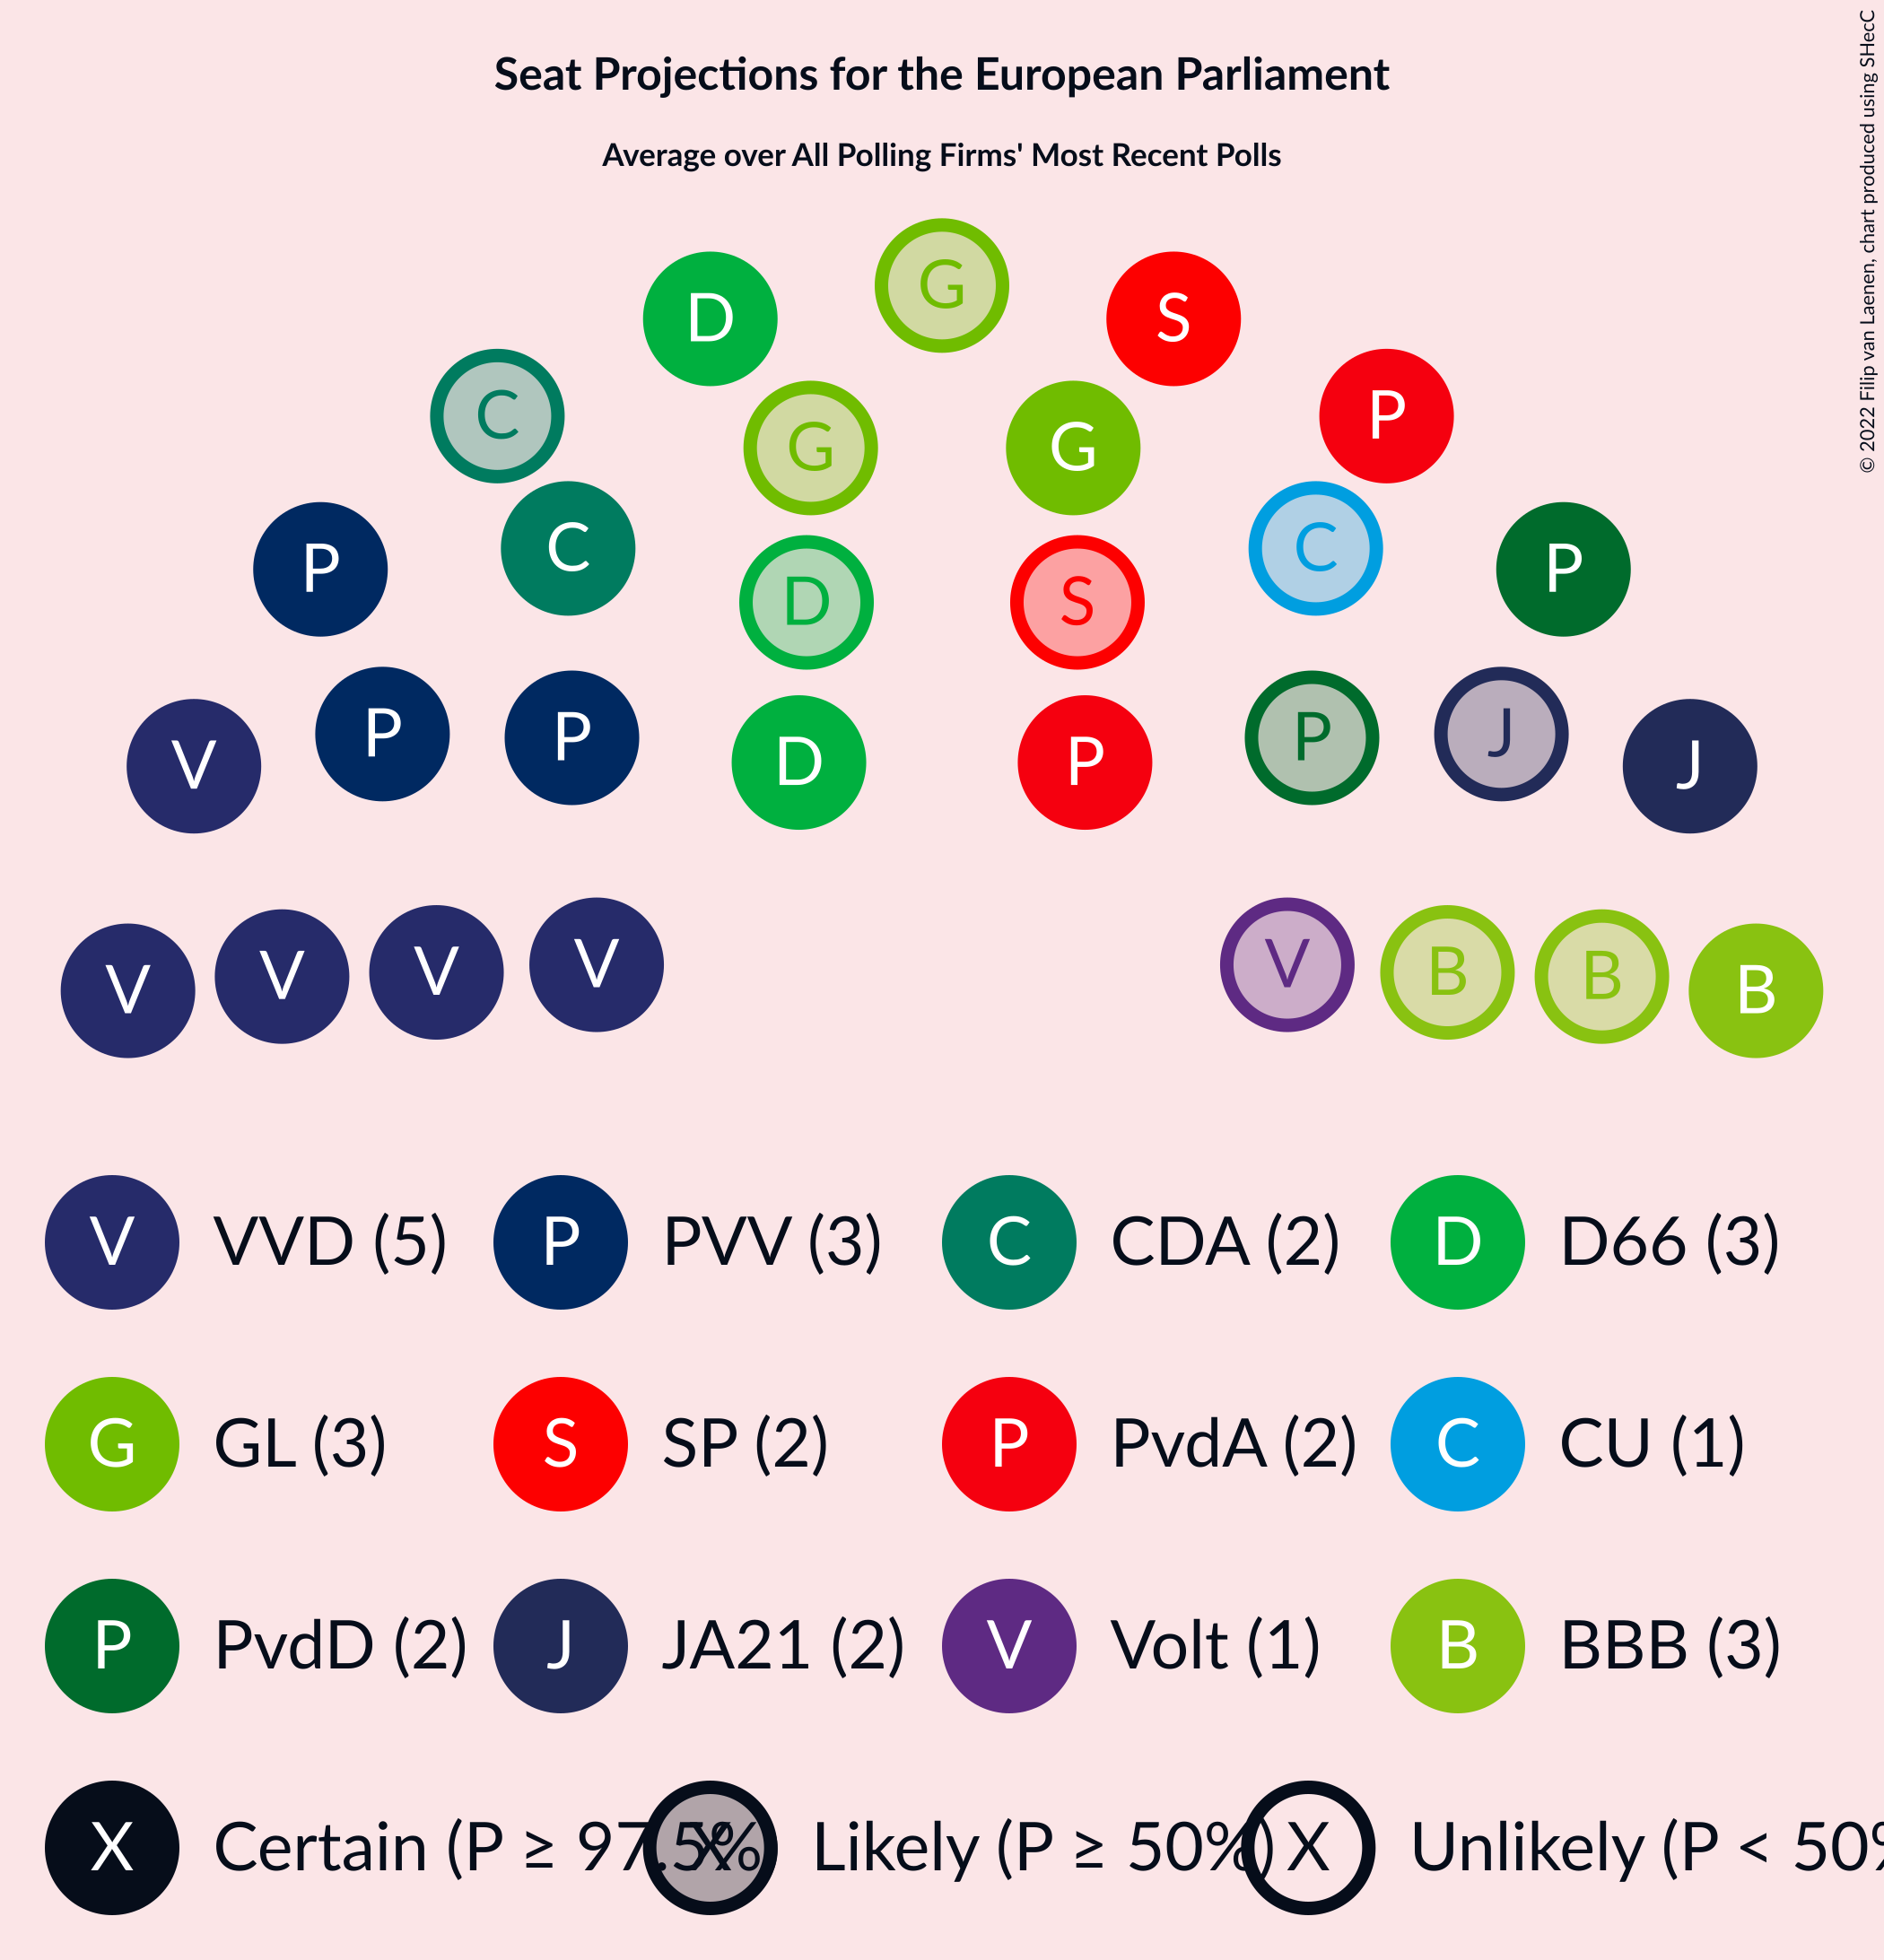 Seat Projections for the European Parliament
Average over All Polling Firms' Most Recent Polls
© 2022 Filip van Laenen, chart produced using SHecC
G
D S
C P
G G
P C C P
D S
V P P P J J
D P
V V V V V B B B
V VVD (5) P PVV (3) C CDA (2) D D66 (3)
G GL (3) S SP (2) P PvdA (2) C CU (1)
P PvdD (2) J JA21 (2) V Volt (1) B BBB (3)
X Certain (P ≥ 97.5% X Likely (P ≥ 50%) X Unlikely (P < 50%